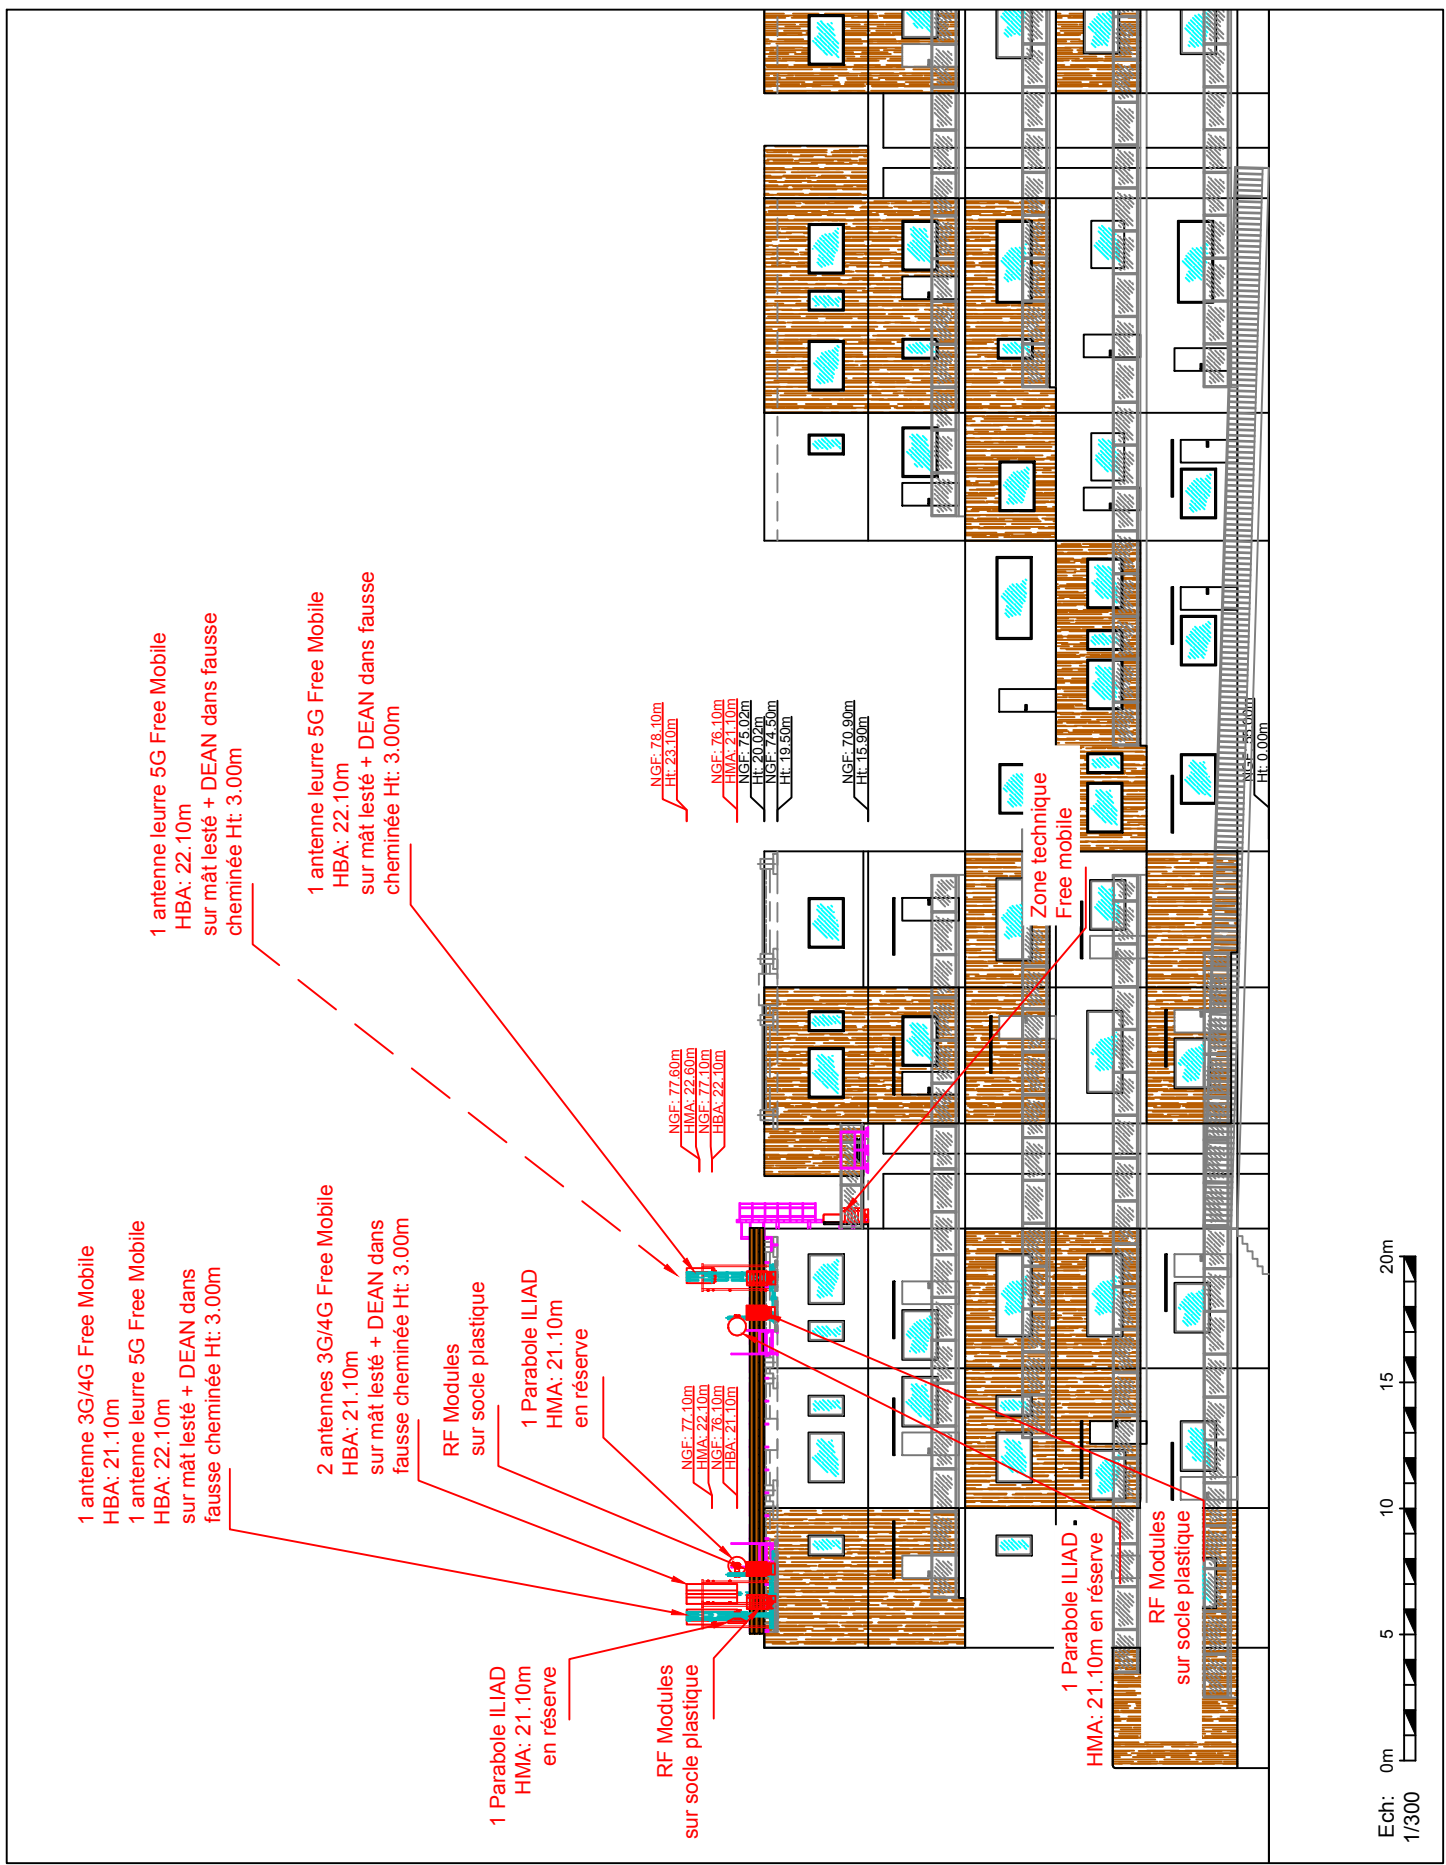 1 antenne 3G/4G Free Mobile
HBA: 21.10m
1 antenne leurre 5G Free Mobile
HBA: 22.10m
sur mât lesté + DEAN dans
fausse cheminée Ht: 3.00m
2 antennes 3G/4G Free Mobile
HBA: 21.10m
sur mât lesté + DEAN dans
fausse cheminée Ht: 3.00m
RF Modules
sur socle plastique
1 Parabole ILIAD
HMA: 21.10m
en réserve
1 antenne leurre 5G Free Mobile
HBA: 22.10m
sur mât lesté + DEAN dans fausse
cheminée Ht: 3.00m
1 antenne leurre 5G Free Mobile
HBA: 22.10m
sur mât lesté + DEAN dans fausse
cheminée Ht: 3.00m
1 Parabole ILIAD
HMA: 21.10m
en réserve
RF Modules
sur socle plastique
NGF: 77.10m
HMA: 22.10m
NGF: 76.10m
HBA: 21.10m
NGF: 77.60m
HMA: 22.60m
NGF: 77.10m
HBA: 22.10m
NGF: 78.10m
Ht: 23.10m
NGF: 76.10m
HMA: 21.10m
NGF: 75.02m
Ht: 20.02m
NGF: 74.50m
Ht: 19.50m
NGF: 70.90m
Ht: 15.90m
Ht: 0.00m
Zone technique
Free mobile
1 Parabole ILIAD
HMA: 21.10m en réserve
RF Modules
sur socle plastique
Ech:
1/300
0m
5
10
15
20m